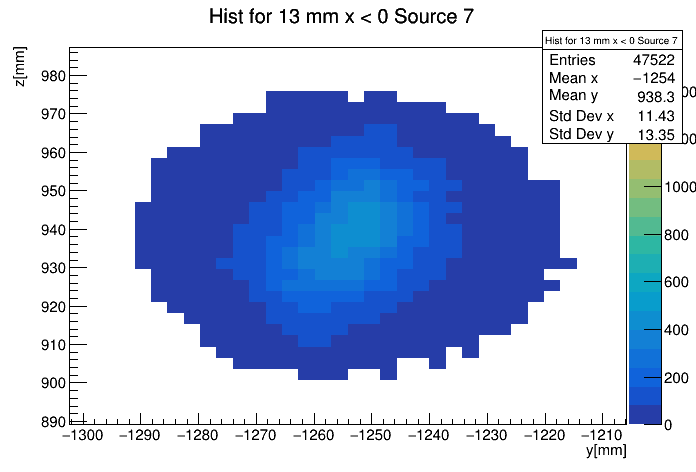 Hist for 13 mm x < 0 Source 7
z[mm]
Hist for 13 mm x < 0 Source 7
Entries 47522
Mean x −1254
Mean y 938.3
Std Dev x 11.43
Std Dev y 13.35
980
970
960
950
940
930
920
910
900
890
1000
800
600
400
200
0
−1300 −1290 −1280 −1270 −1260 −1250 −1240 −1230 −1220 −1210
y[mm]